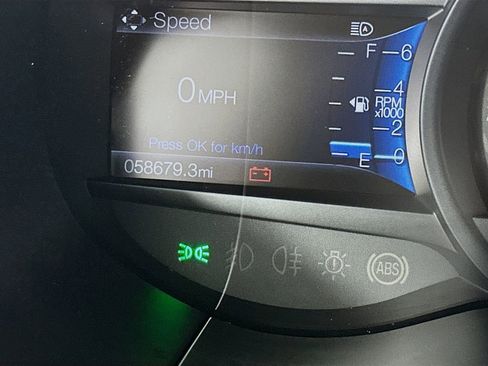 Speed
A
F
6
0 MPH
4
RPM
x1000
2
Press OK for km/h
E
0
058679.3mi
ABS